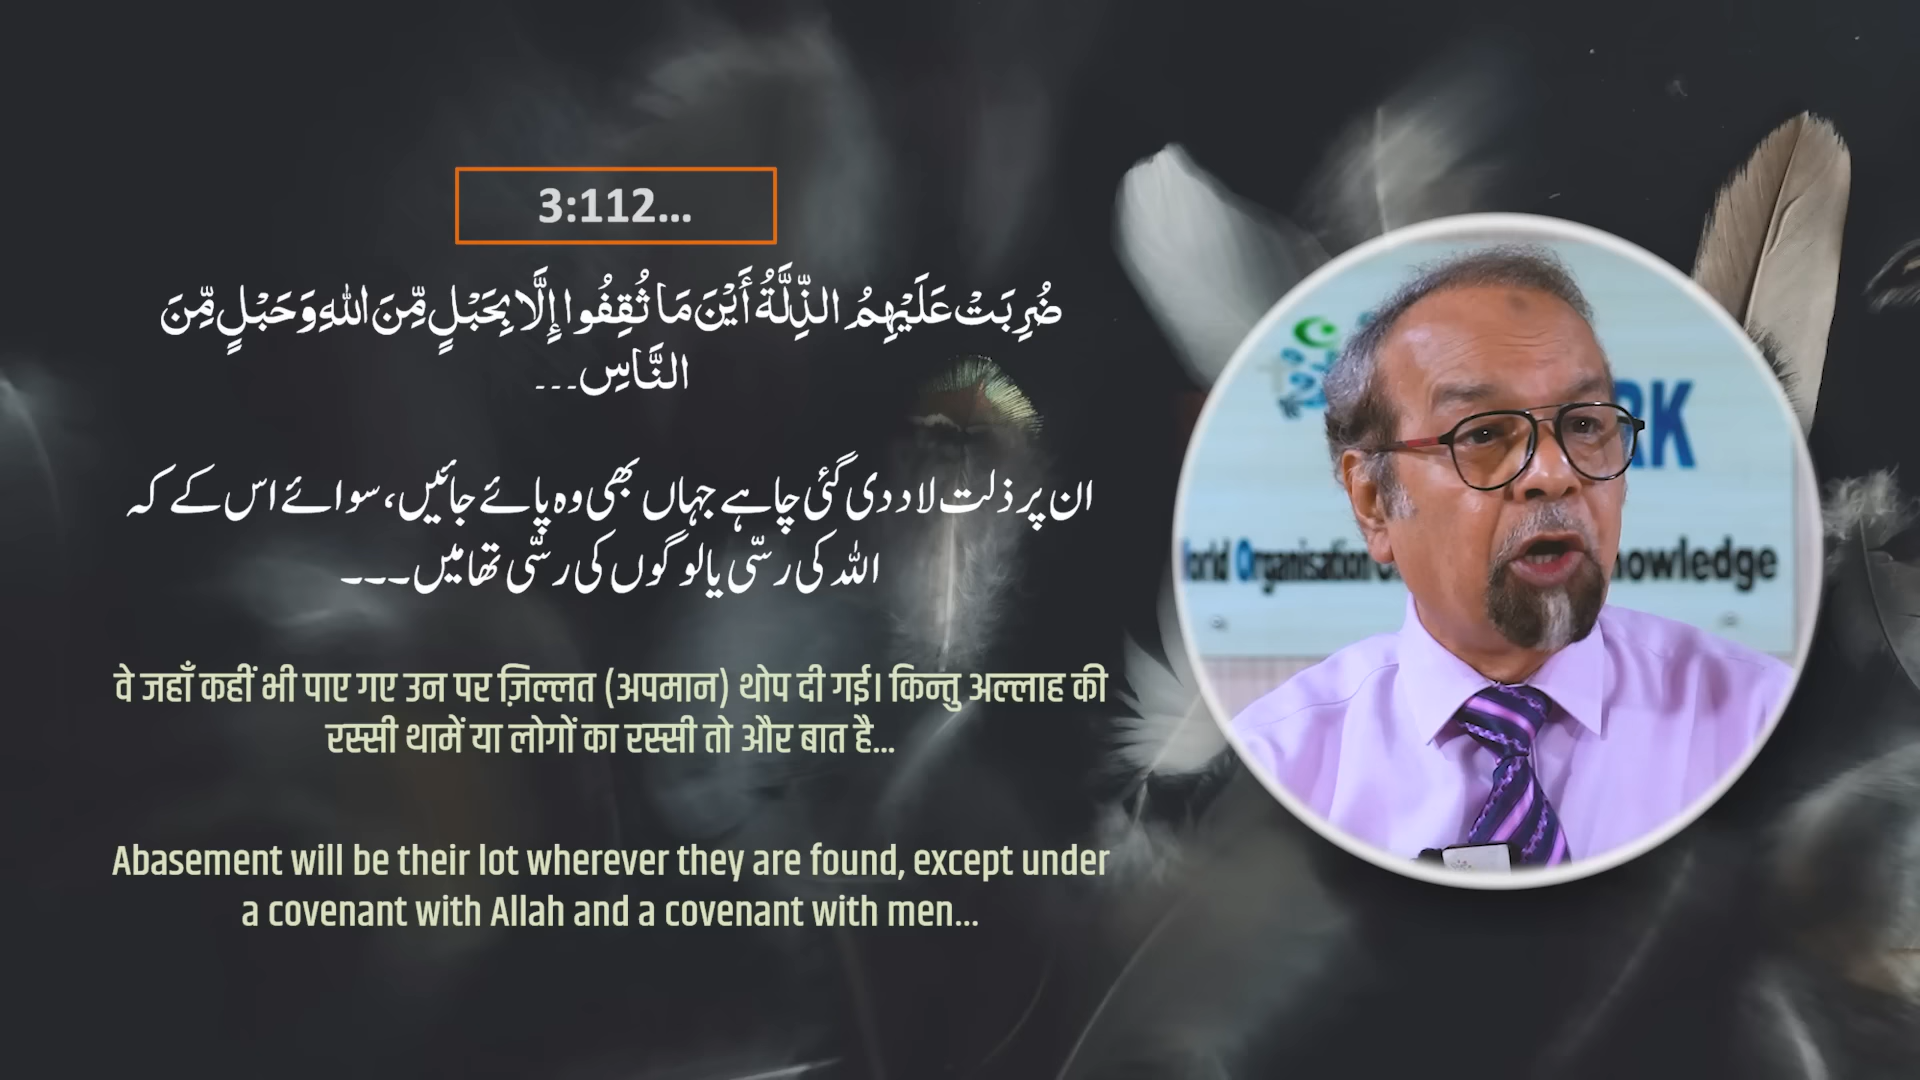 3:112...
ضُرِبَتْ عَلَيْهِمُ الذِّلَّةُ أَيْنَ مَا ثُقِفُوا إِلَّا بِحَبْلٍ مِّنَ اللهِ وَحَبْلٍ مِّنَ
النَّاسِ...
ان پر ذلت لاد دی گئی چاہے جہاں بھی وہ پائے جائیں، سوائے اس کے کہ
اللہ کی رسّی یا لوگوں کی رسّی تھامیں۔۔۔
वे जहाँ कहीं भी पाए गए उन पर ज़िल्लत (अपमान) थोप दी गई। किन्तु अल्लाह की
रस्सी थामें या लोगों का रस्सी तो और बात है...
Abasement will be their lot wherever they are found, except under
a covenant with Allah and a covenant with men...
RK
orld Organisation
nowledge